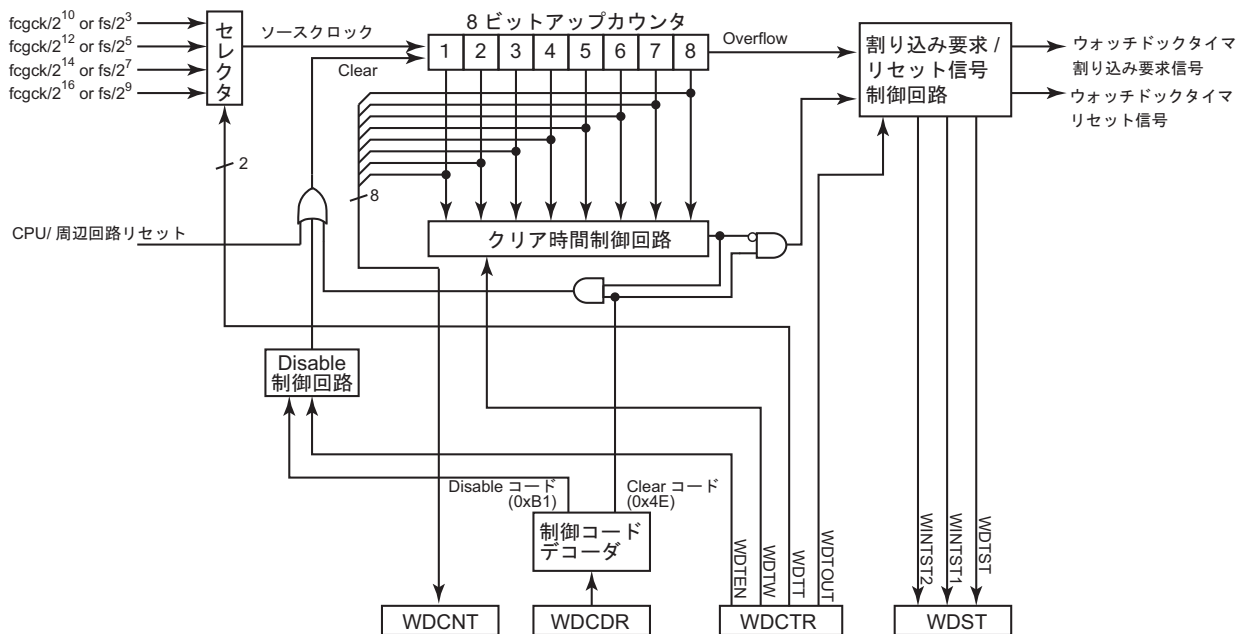 fcgck/2^10 or fs/2^3
fcgck/2^12 or fs/2^5
fcgck/2^14 or fs/2^7
fcgck/2^16 or fs/2^9
セレクタ
ソースクロック
Clear
8 ビットアップカウンタ
1 2 3 4 5 6 7 8
Overflow
割り込み要求 /
リセット信号
制御回路
ウォッチドックタイマ
割り込み要求信号
ウォッチドックタイマ
リセット信号
2
8
CPU/ 周辺回路リセット
クリア時間制御回路
Disable
制御回路
Disable コード
(0xB1)
Clear コード
(0x4E)
制御コード
デコーダ
WDTEN
WDTW
WDTT
WDTOUT
WINTST2
WINTST1
WDTST
WDCNT
WDCDR
WDCTR
WDST